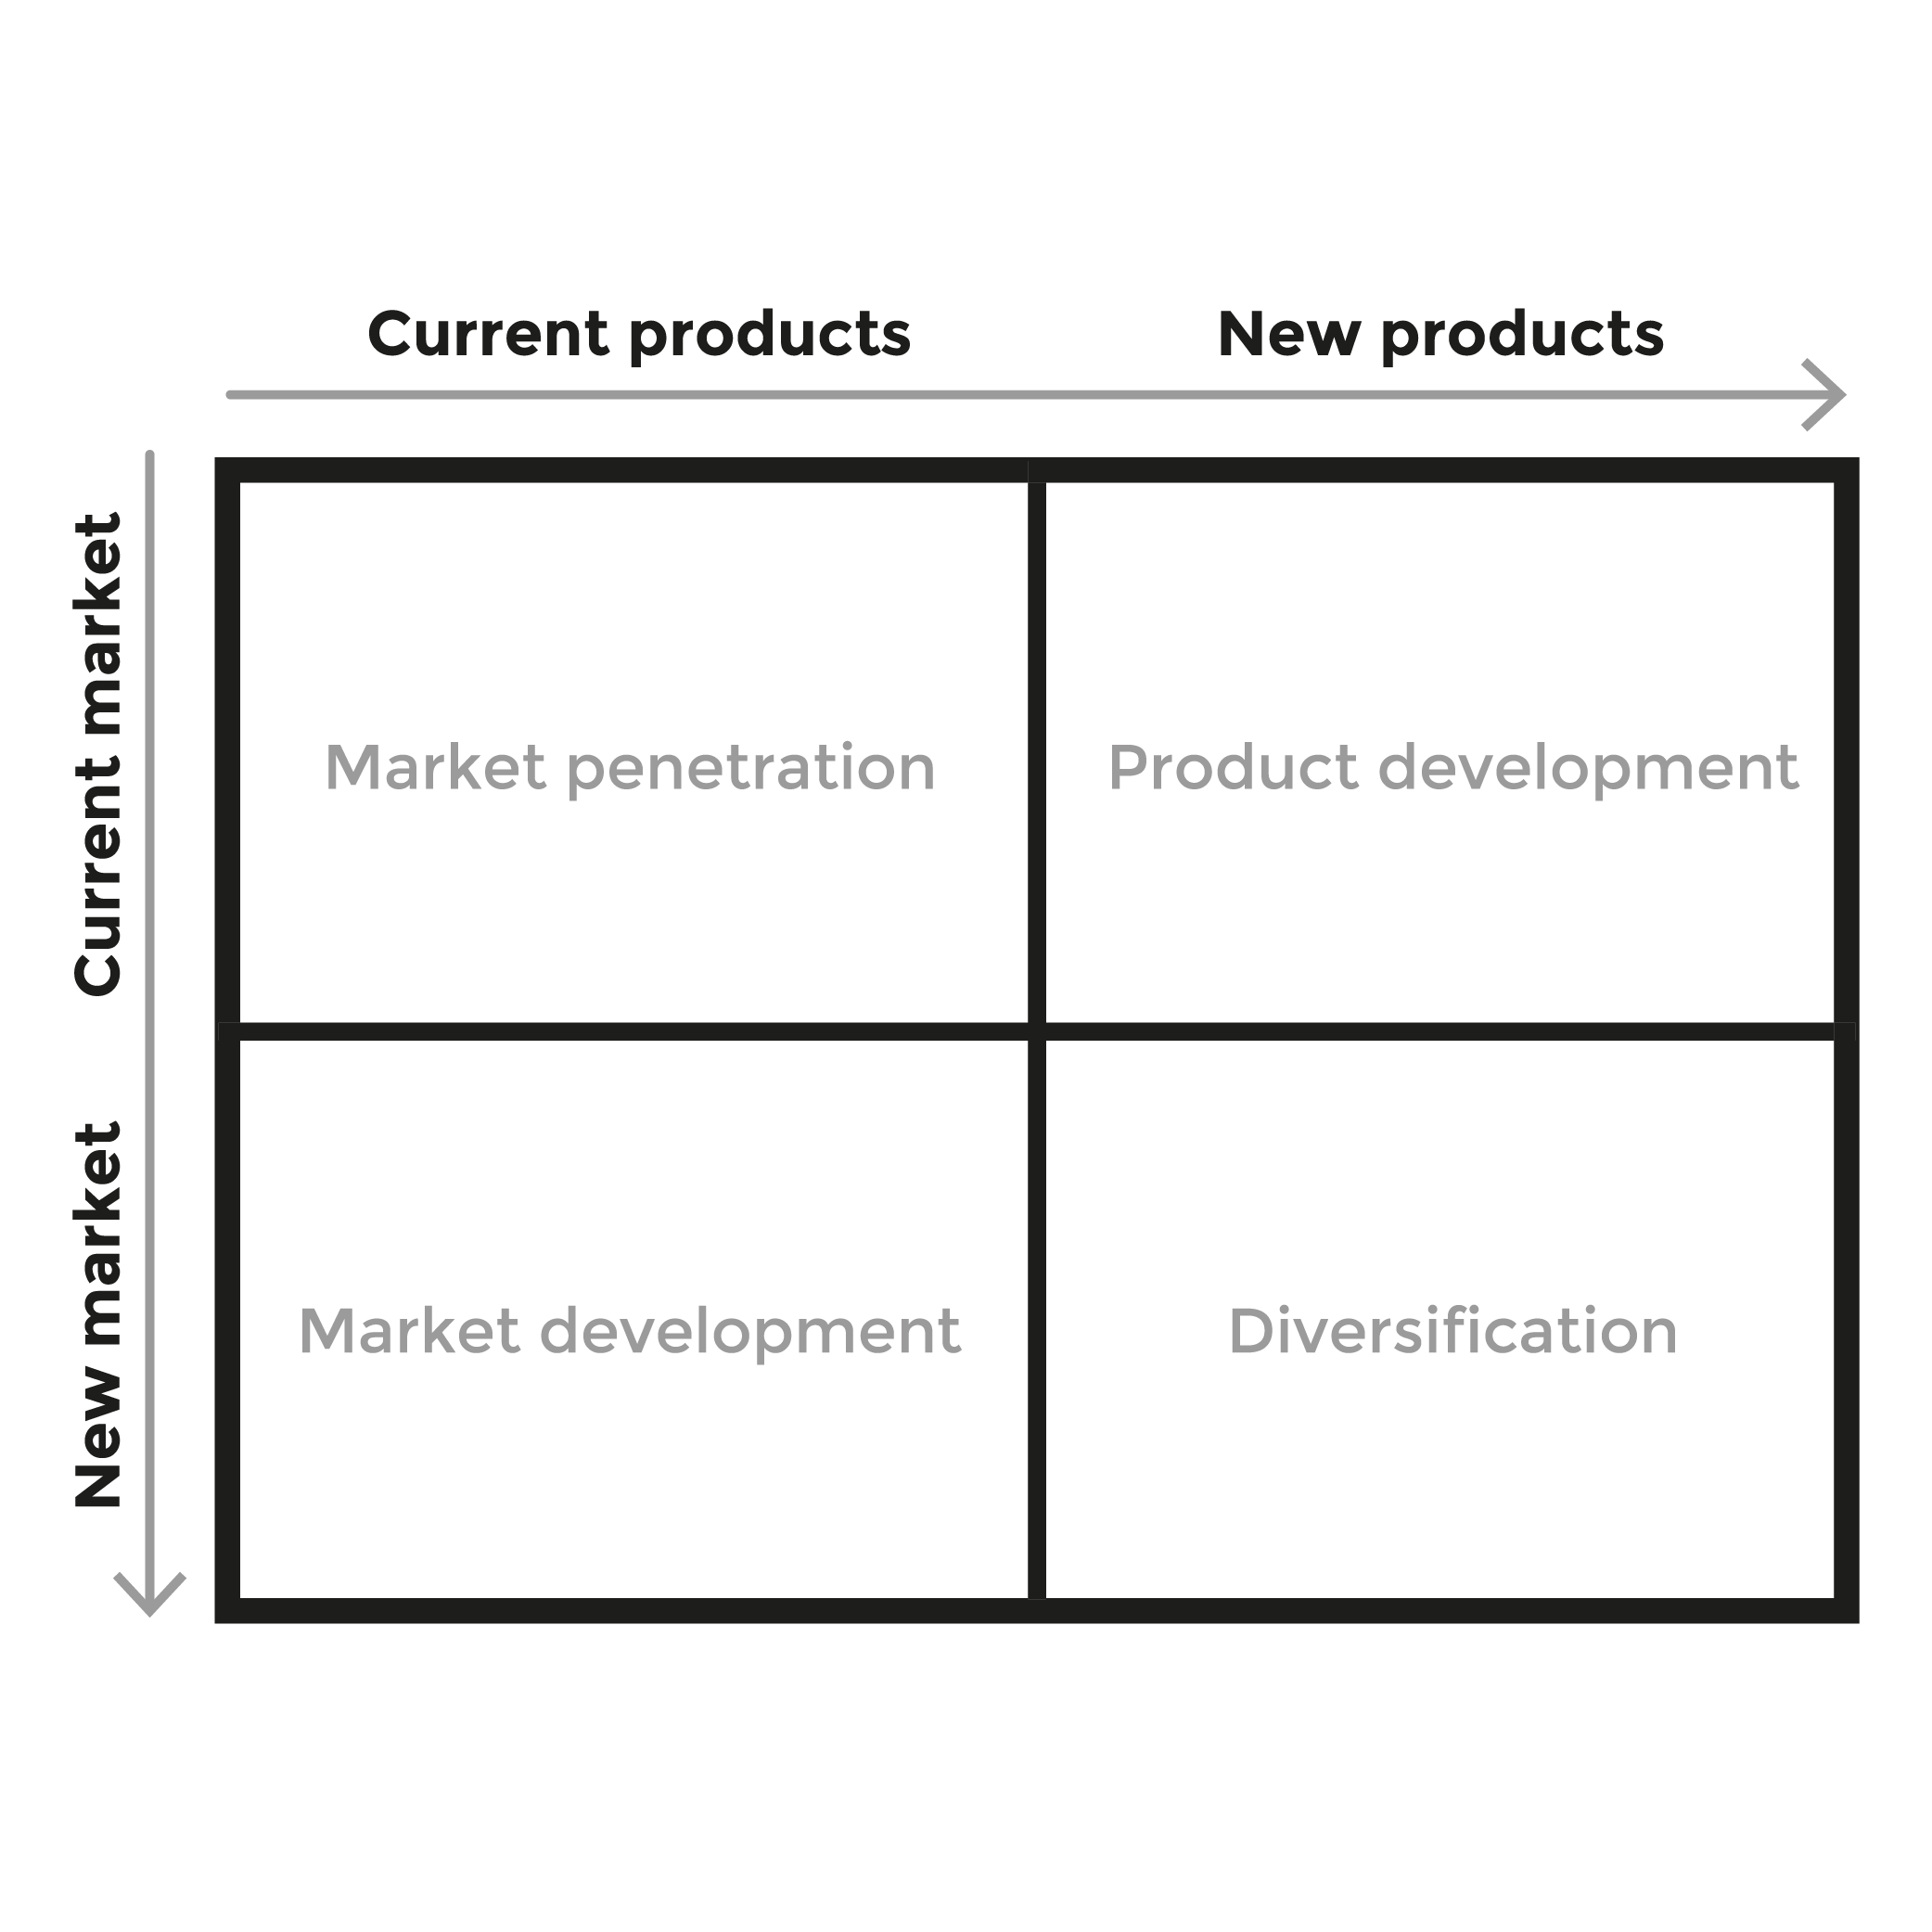 Current products
New products
Current market
Market penetration
Product development
New market
Market development
Diversification